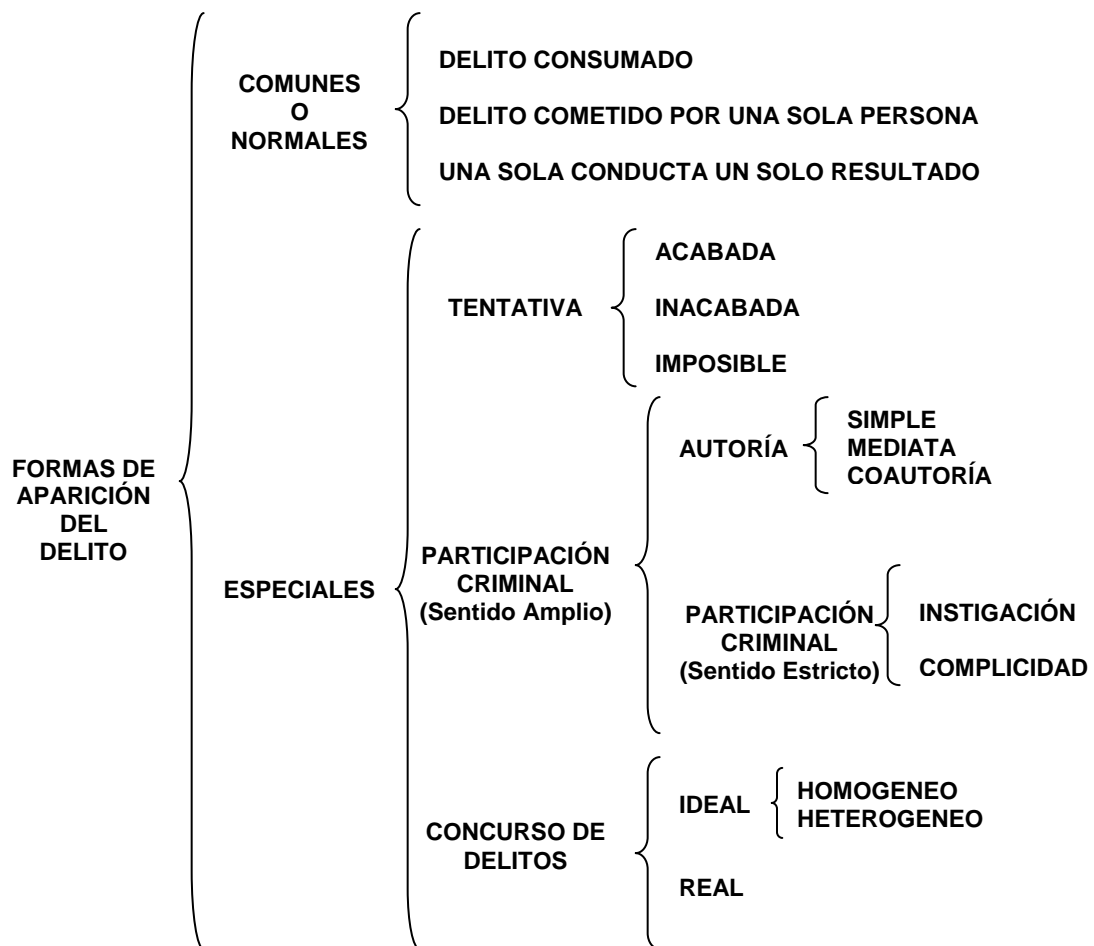 FORMAS DE
APARICIÓN
DEL
DELITO
COMUNES
O
NORMALES
DELITO CONSUMADO
DELITO COMETIDO POR UNA SOLA PERSONA
UNA SOLA CONDUCTA UN SOLO RESULTADO
ESPECIALES
TENTATIVA
ACABADA
INACABADA
IMPOSIBLE
PARTICIPACIÓN
CRIMINAL
(Sentido Amplio)
AUTORÍA
SIMPLE
MEDIATA
COAUTORÍA
PARTICIPACIÓN
CRIMINAL
(Sentido Estricto)
INSTIGACIÓN
COMPLICIDAD
CONCURSO DE
DELITOS
IDEAL
HOMOGENEO
HETEROGENEO
REAL